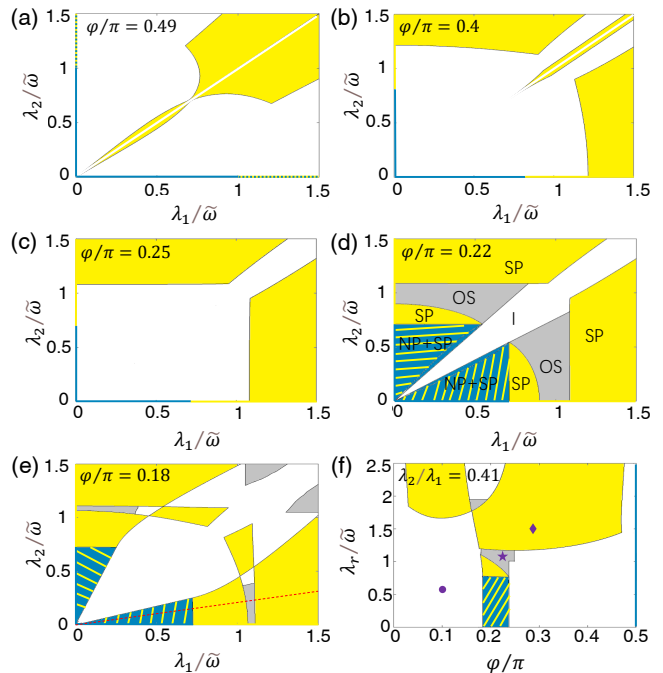 (a)
φ/π = 0.49
λ₂/ω̃
1.5
1
0.5
0
0
0.5
1
1.5
λ₁/ω̃
(b)
φ/π = 0.4
λ₂/ω̃
1.5
1
0.5
0
0
0.5
1
1.5
λ₁/ω̃
(c)
φ/π = 0.25
λ₂/ω̃
1.5
1
0.5
0
0
0.5
1
1.5
λ₁/ω̃
(d)
φ/π = 0.22
SP
OS
SP
I
NP+SP
NP+SP
SP
OS
SP
λ₂/ω̃
1.5
1
0.5
0
0
0.5
1
1.5
λ₁/ω̃
(e)
φ/π = 0.18
λ₂/ω̃
1.5
1
0.5
0
0
0.5
1
1.5
λ₁/ω̃
(f)
λ₂/λ₁ = 0.41
λᵣ/ω̃
2.5
2
1.5
1
0.5
0
0
0.1
0.2
0.3
0.4
0.5
φ/π